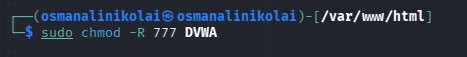 ┌──(osmanalinikolai㉿osmanalinikolai)-[/var/www/html]
└─$ sudo chmod -R 777 DVWA